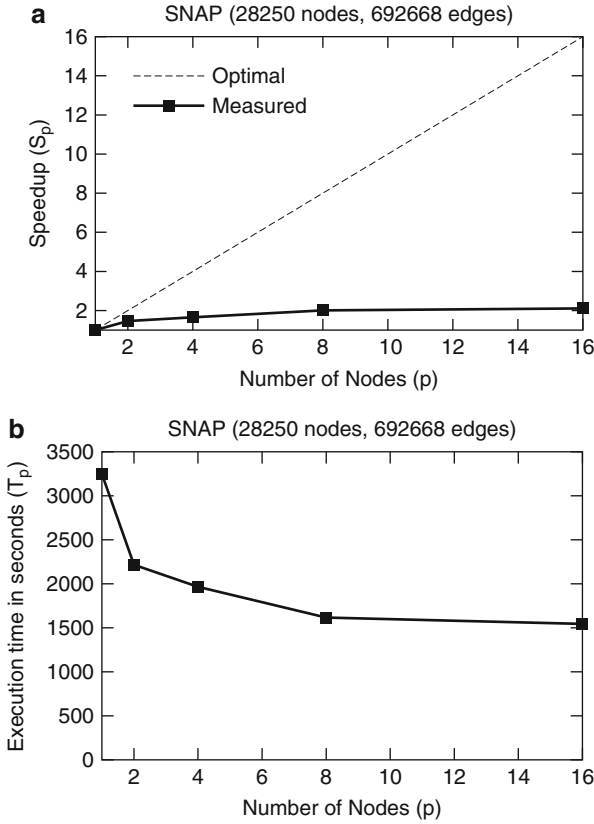 a
SNAP (28250 nodes, 692668 edges)
16
14
12
10
8
6
4
2
Speedup (Sp)
Optimal
Measured
2 4 6 8 10 12 14 16
Number of Nodes (p)
b
SNAP (28250 nodes, 692668 edges)
3500
3000
2500
2000
1500
1000
500
0
Execution time in seconds (Tp)
2 4 6 8 10 12 14 16
Number of Nodes (p)